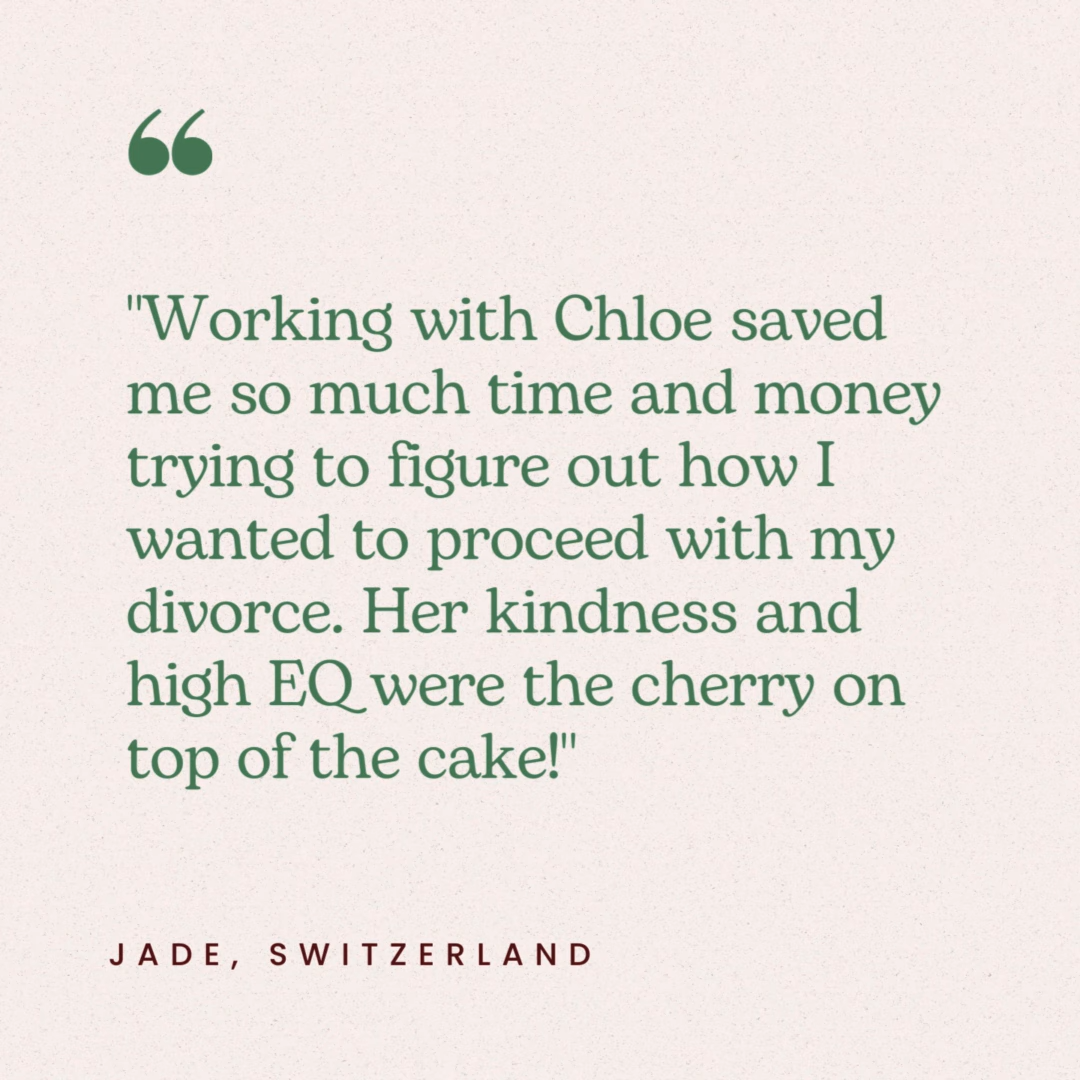 “
"Working with Chloe saved
me so much time and money
trying to figure out how I
wanted to proceed with my
divorce. Her kindness and
high EQ were the cherry on
top of the cake!"
JADE, SWITZERLAND